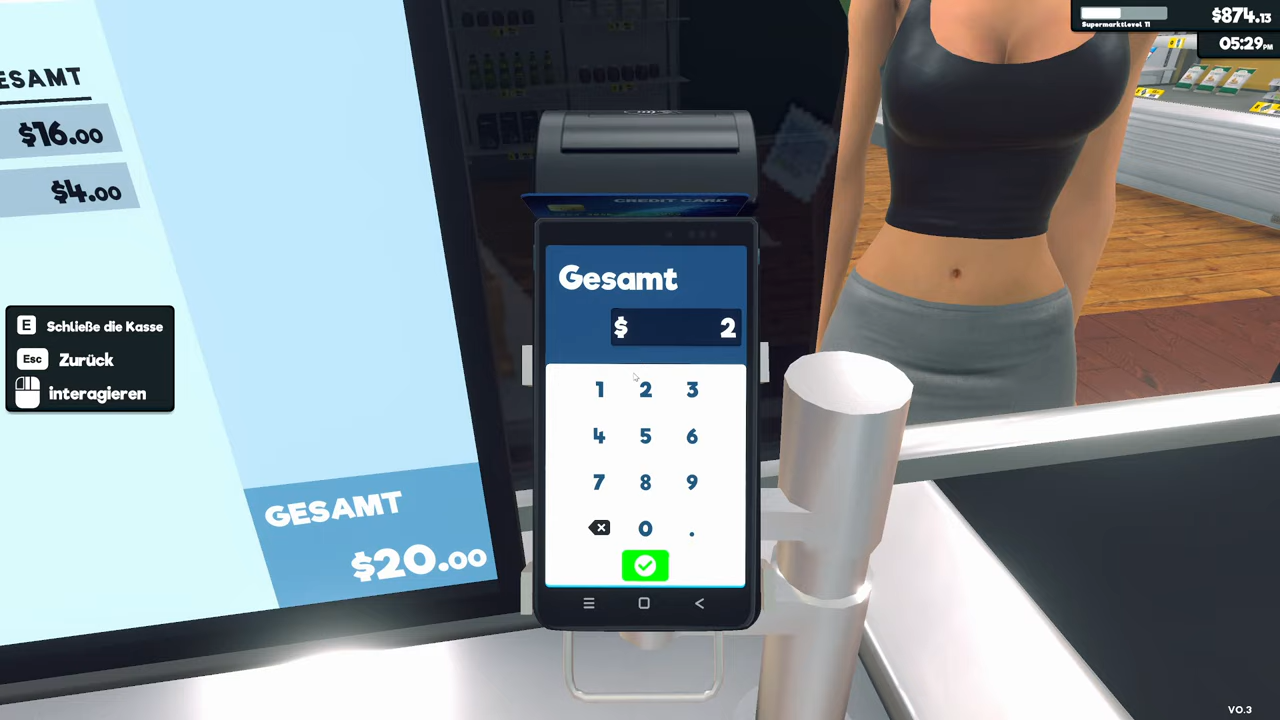 $874.13
Supermarktlevel 11
05:29PM
ESAMT
$16.00
$4.00
CREDIT CARD
Gesamt
$ 2
E Schließe die Kasse
Esc Zurück
interagieren
1 2 3
4 5 6
7 8 9
0 .
GESAMT
$20.00
V0.3